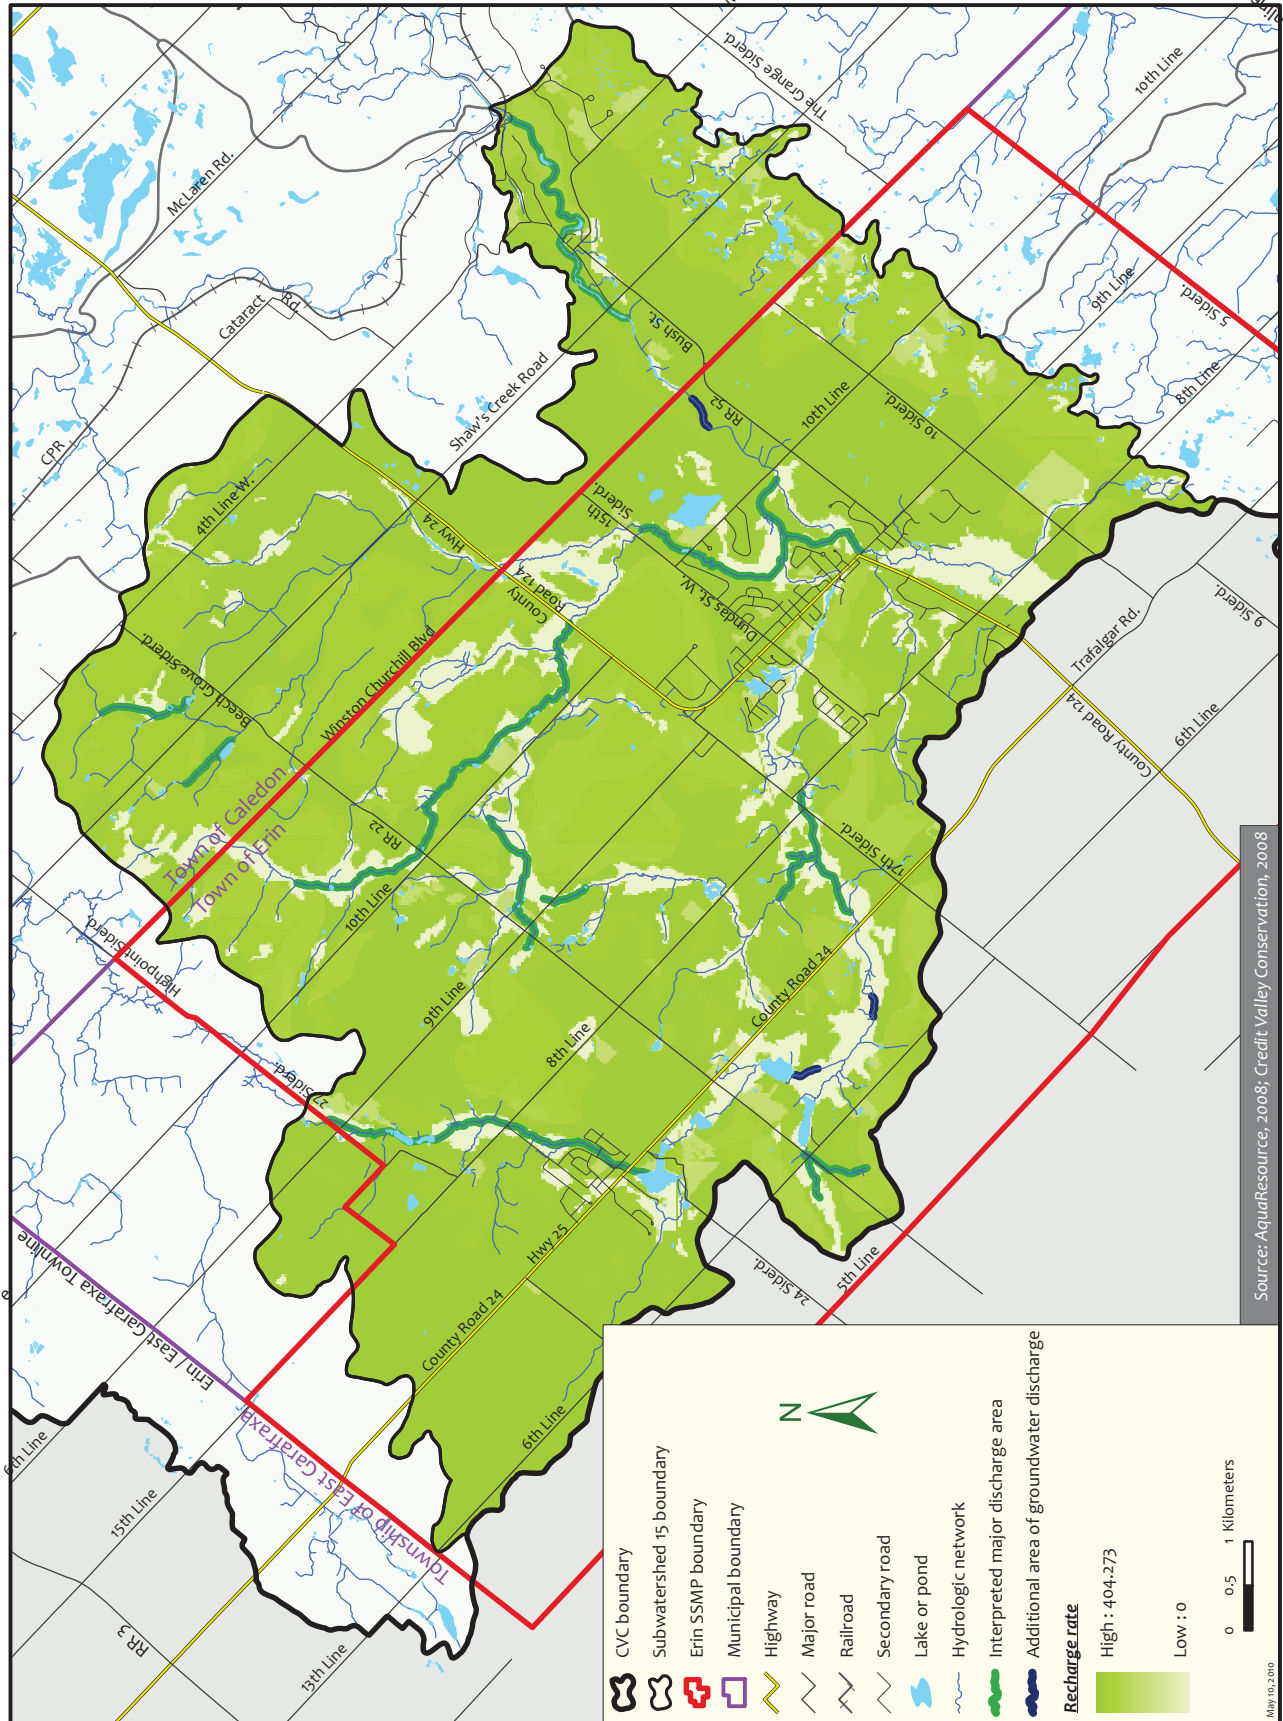 McLaren Rd.
The Grange Siderd.
10th Line
Cataract Rd.
CPR
Shaw's Creek Road
4th Line W.
Hwy 24
Bush St.
RR 52
10th Line
10 Siderd.
9th Line
5 Siderd.
8th Line
15th Siderd.
County Road 124
Dundas St. W.
Beech Grove Siderd.
Winston Churchill Blvd
Town of Caledon
Town of Erin
RR 22
10th Line
17th Siderd.
Trafalgar Rd.
9 Siderd.
County Road 124
6th Line
Highpoint Siderd.
27 Siderd.
9th Line
8th Line
County Road 24
Hwy 25
County Road 24
24 Siderd.
5th Line
6th Line
Erin / East Garafraxa Townline
Township of East Garafraxa
6th Line
15th Line
13th Line
RR 3
N
CVC boundary
Subwatershed 15 boundary
Erin SSMP boundary
Municipal boundary
Highway
Major road
Railroad
Secondary road
Lake or pond
Hydrologic network
Interpreted major discharge area
Additional area of groundwater discharge
Recharge rate
High : 404.273
Low : 0
0 0.5 1 Kilometers
May 10, 2010
Source: AquaResource, 2008; Credit Valley Conservation, 2008